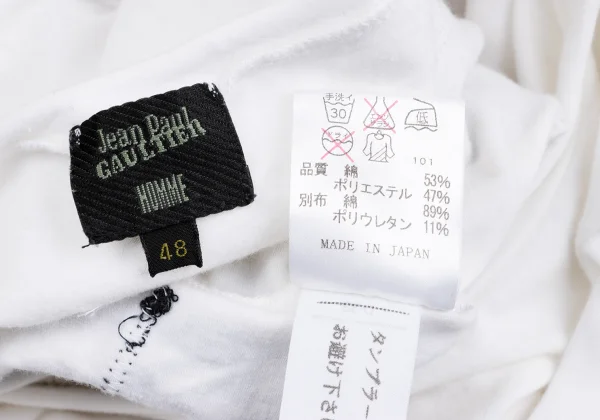 Jean Paul
GAULTIER
HOMME
48
手洗イ
30
低
101
品質 綿 53%
ポリエステル 47%
別布 綿 89%
ポリウレタン 11%
MADE IN JAPAN
タンブラー
お避け下さ